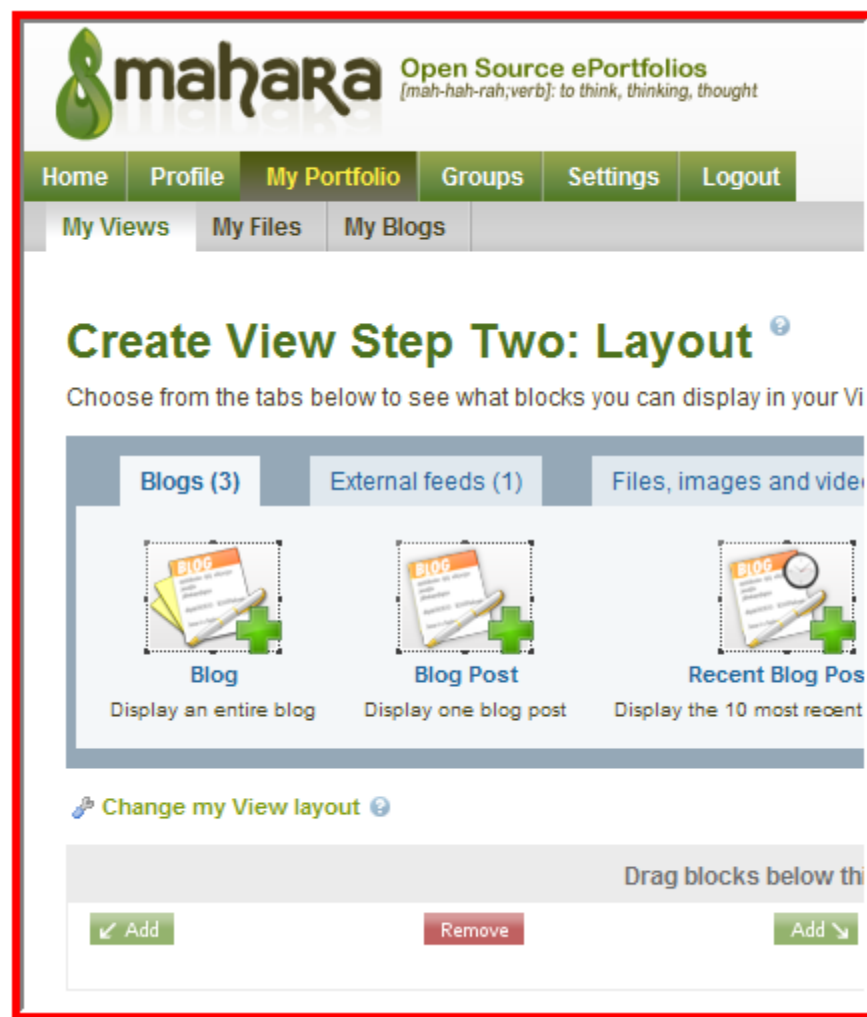 mahara
Open Source ePortfolios
[mah-hah-rah;verb]: to think, thinking, thought
Home Profile My Portfolio Groups Settings Logout
My Views My Files My Blogs
Create View Step Two: Layout
Choose from the tabs below to see what blocks you can display in your Vi
Blogs (3) External feeds (1) Files, images and vide
BLOG BLOG BLOG
Blog Blog Post Recent Blog Pos
Display an entire blog Display one blog post Display the 10 most recent
Change my View layout
Drag blocks below thi
Add Remove Add